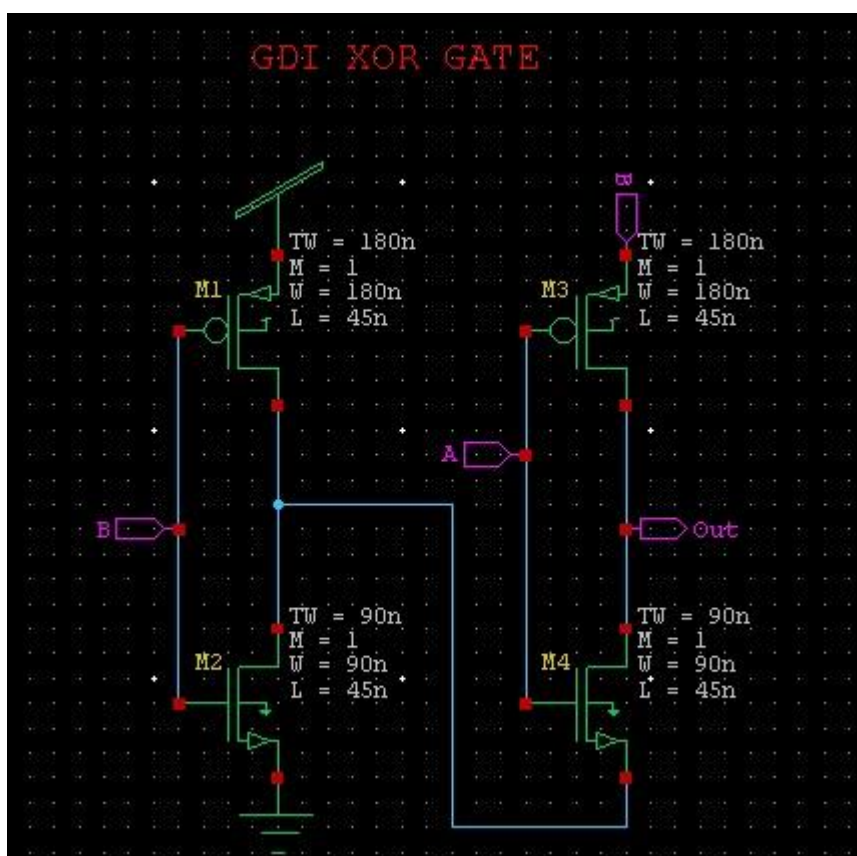 GDI XOR GATE
B
TW = 180n
M = 1
W = 180n
L = 45n
M1
TW = 180n
M = 1
W = 180n
L = 45n
M3
A
B
Out
TW = 90n
M = 1
W = 90n
L = 45n
M2
TW = 90n
M = 1
W = 90n
L = 45n
M4